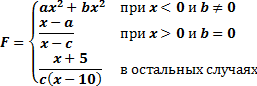 F = { ax² + bx² при x < 0 и b ≠ 0
(x − a)/(x − c) при x > 0 и b = 0
(x + 5)/(c(x − 10)) в остальных случаях